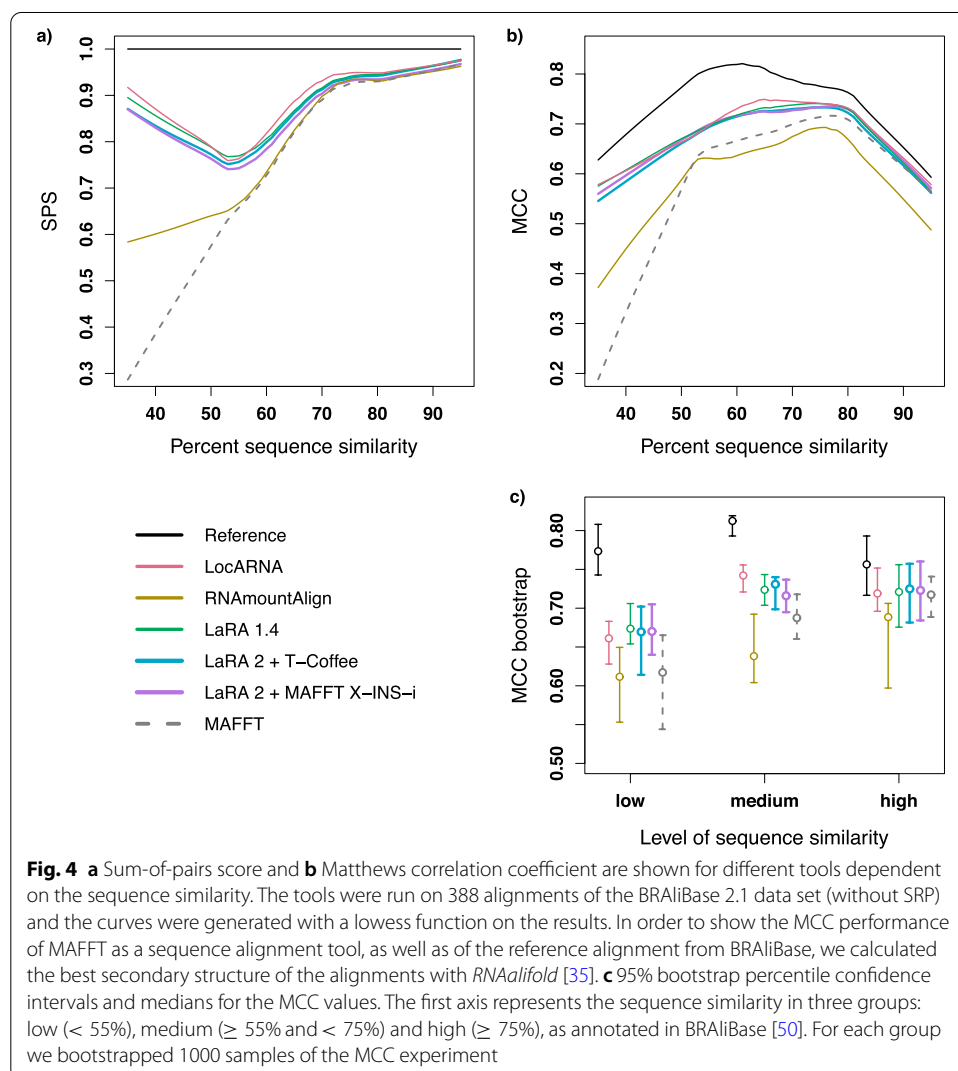 a)
1.0
0.9
0.8
0.7
0.6
0.5
0.4
0.3
SPS
40 50 60 70 80 90
Percent sequence similarity
b)
0.8
0.7
0.6
0.5
0.4
0.3
0.2
MCC
40 50 60 70 80 90
Percent sequence similarity
Reference
LocARNA
RNAmountAlign
LaRA 1.4
LaRA 2 + T−Coffee
LaRA 2 + MAFFT X−INS−i
MAFFT
c)
0.80
0.70
0.60
0.50
MCC bootstrap
low medium high
Level of sequence similarity
Fig. 4 a Sum-of-pairs score and b Matthews correlation coefficient are shown for different tools dependent
on the sequence similarity. The tools were run on 388 alignments of the BRAliBase 2.1 data set (without SRP)
and the curves were generated with a lowess function on the results. In order to show the MCC performance
of MAFFT as a sequence alignment tool, as well as of the reference alignment from BRAliBase, we calculated
the best secondary structure of the alignments with RNAalifold [35]. c 95% bootstrap percentile confidence
intervals and medians for the MCC values. The first axis represents the sequence similarity in three groups:
low (< 55%), medium (≥ 55% and < 75%) and high (≥ 75%), as annotated in BRAliBase [50]. For each group
we bootstrapped 1000 samples of the MCC experiment